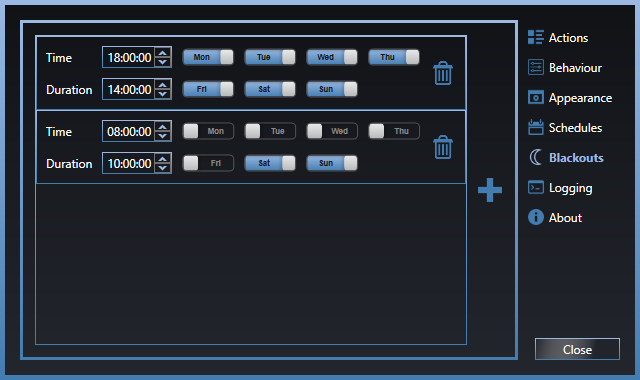 Time 18:00:00 Mon Tue Wed Thu
Duration 14:00:00 Fri Sat Sun
Time 08:00:00 Mon Tue Wed Thu
Duration 10:00:00 Fri Sat Sun
Actions
Behaviour
Appearance
Schedules
Blackouts
Logging
About
Close